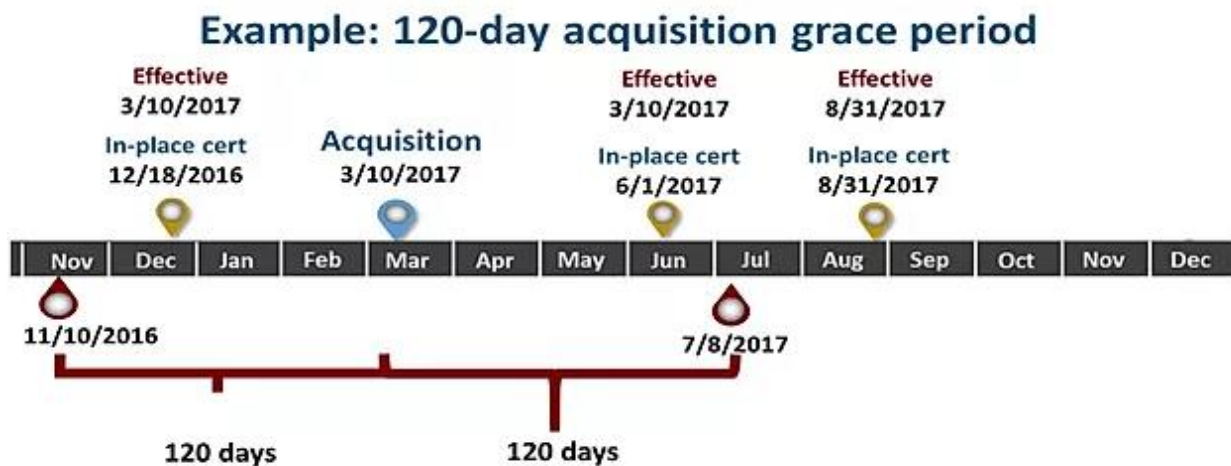 Example: 120-day acquisition grace period
Effective
3/10/2017
In-place cert
12/18/2016
Acquisition
3/10/2017
Effective
3/10/2017
In-place cert
6/1/2017
Effective
8/31/2017
In-place cert
8/31/2017
Nov Dec Jan Feb Mar Apr May Jun Jul Aug Sep Oct Nov Dec
11/10/2016
7/8/2017
120 days
120 days